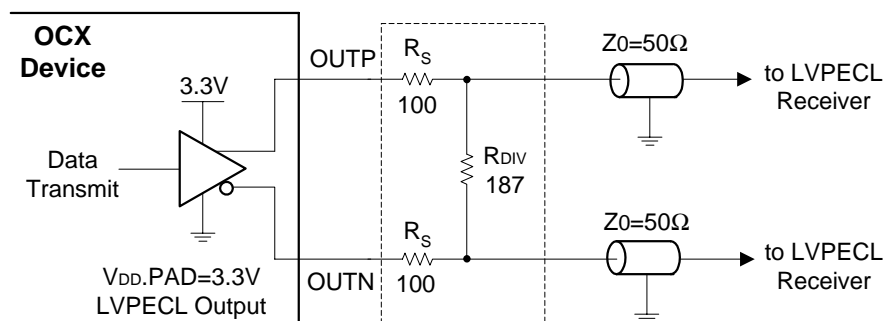 OCX
Device
3.3V
Data
Transmit
VDD.PAD=3.3V
LVPECL Output
OUTP
RS
100
RDIV
187
RS
100
OUTN
Z0=50Ω
to LVPECL
Receiver
Z0=50Ω
to LVPECL
Receiver